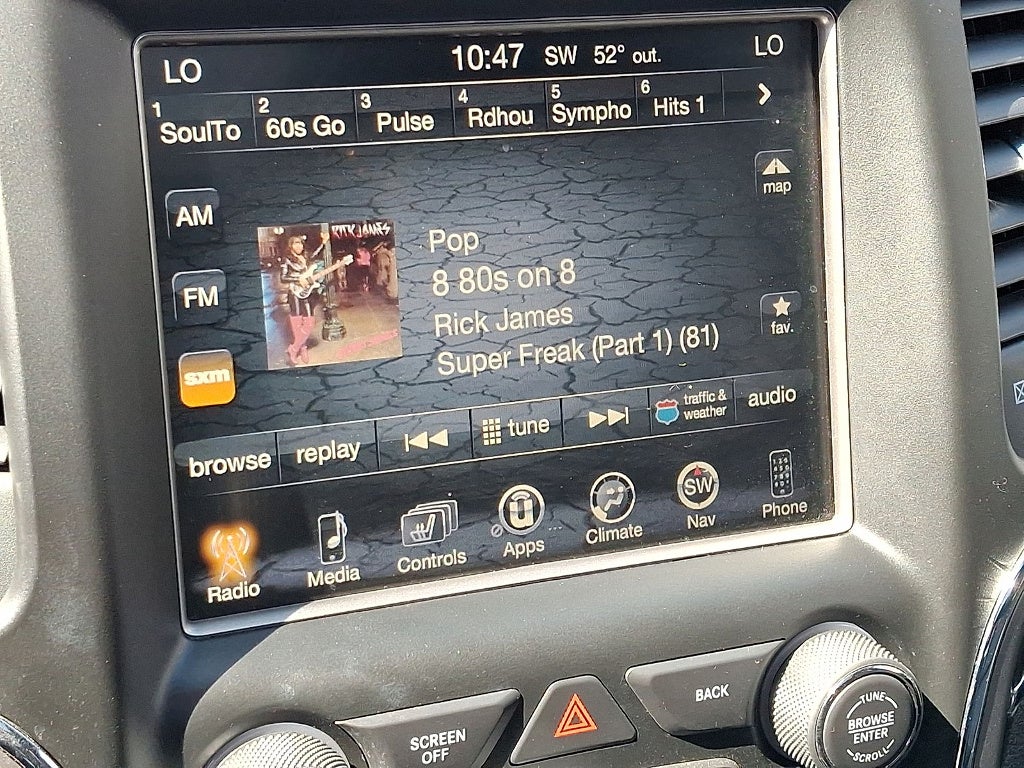 LO 10:47 SW 52° out. LO
1 SoulTo 2 60s Go 3 Pulse 4 Rdhou 5 Sympho 6 Hits 1
map
AM
RICK JAMES
Pop
8 80s on 8
FM
Rick James
fav.
Super Freak (Part 1) (81)
sxm
browse replay tune traffic & weather audio
Radio Media Controls Apps Climate SW Nav Phone
SCREEN OFF
BACK
TUNE
BROWSE
ENTER
SCROLL